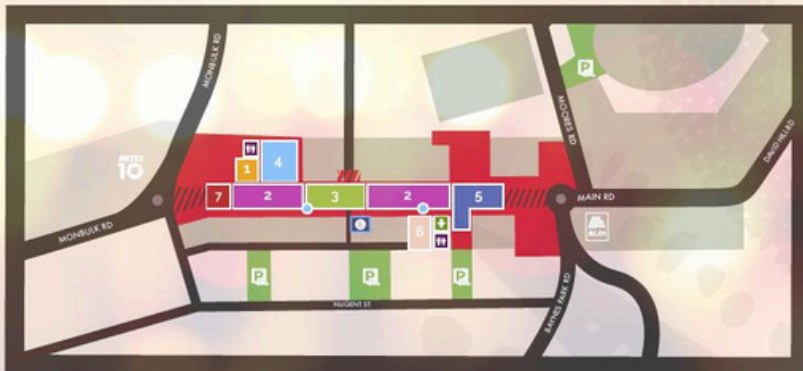 MONBULK RD
METRE
10
MOORES RD
P
DAVID HILL RD
1
4
7
2
3
2
5
MAIN RD
6
ALDI
MONBULK RD
P
P
P
NUGENT ST
BAYNES PARK RD